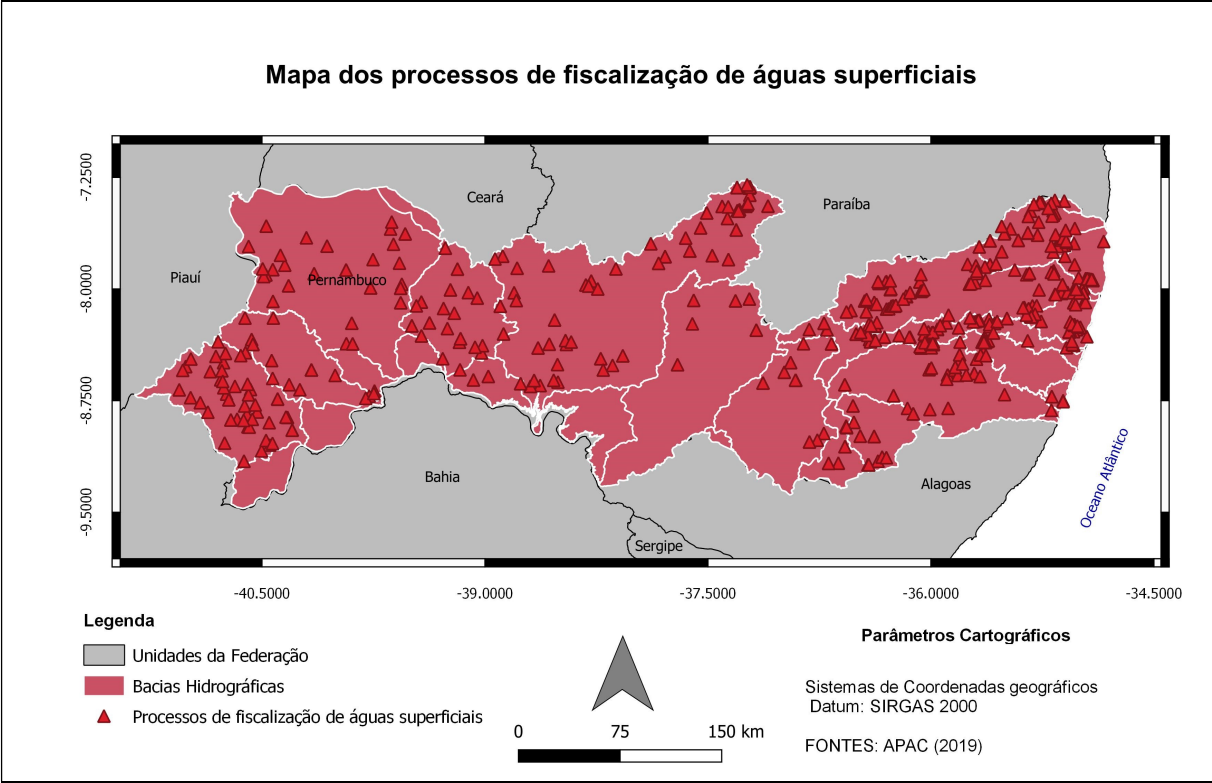 Mapa dos processos de fiscalização de águas superficiais
-7.2500
-8.0000
-8.7500
-9.5000
Ceará
Paraíba
Piauí
Pernambuco
Bahia
Alagoas
Sergipe
Oceano Atlântico
-40.5000
-39.0000
-37.5000
-36.0000
-34.5000
Legenda
Unidades da Federação
Bacias Hidrográficas
Processos de fiscalização de águas superficiais
0 75 150 km
Parâmetros Cartográficos
Sistemas de Coordenadas geográficos
Datum: SIRGAS 2000
FONTES: APAC (2019)